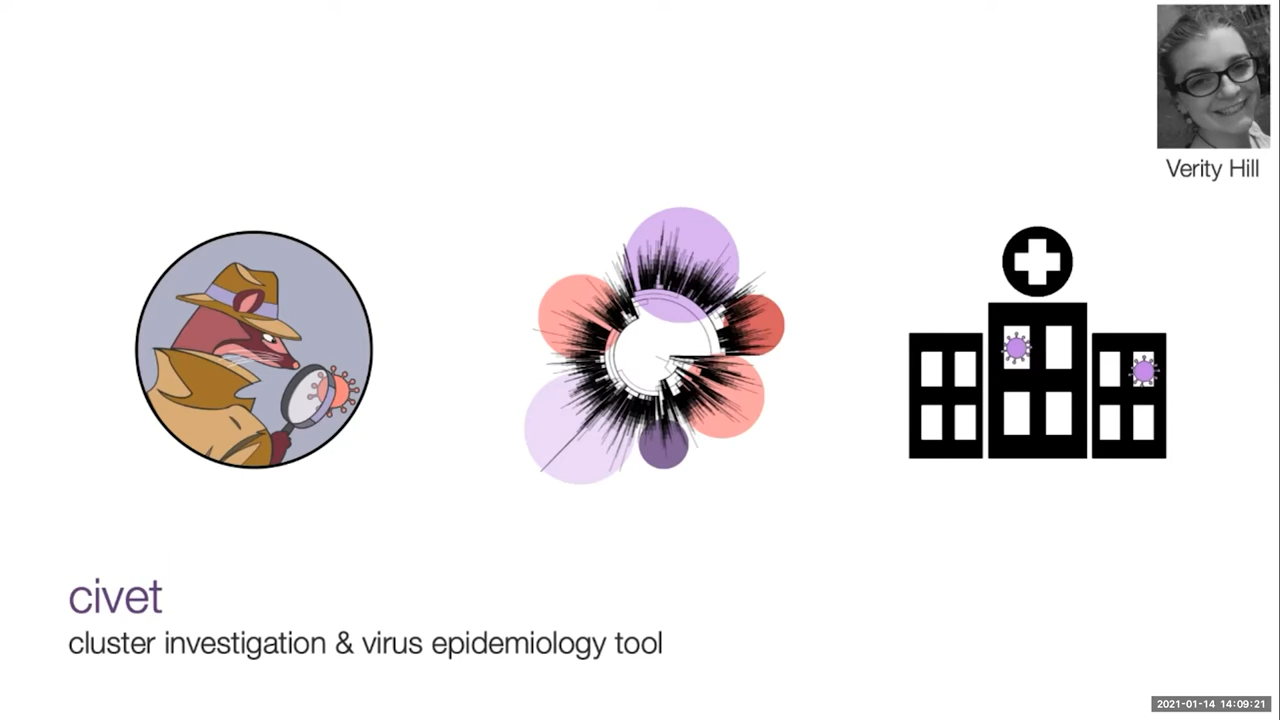 Verity Hill
civet
cluster investigation & virus epidemiology tool
2021-01-14 14:09:21